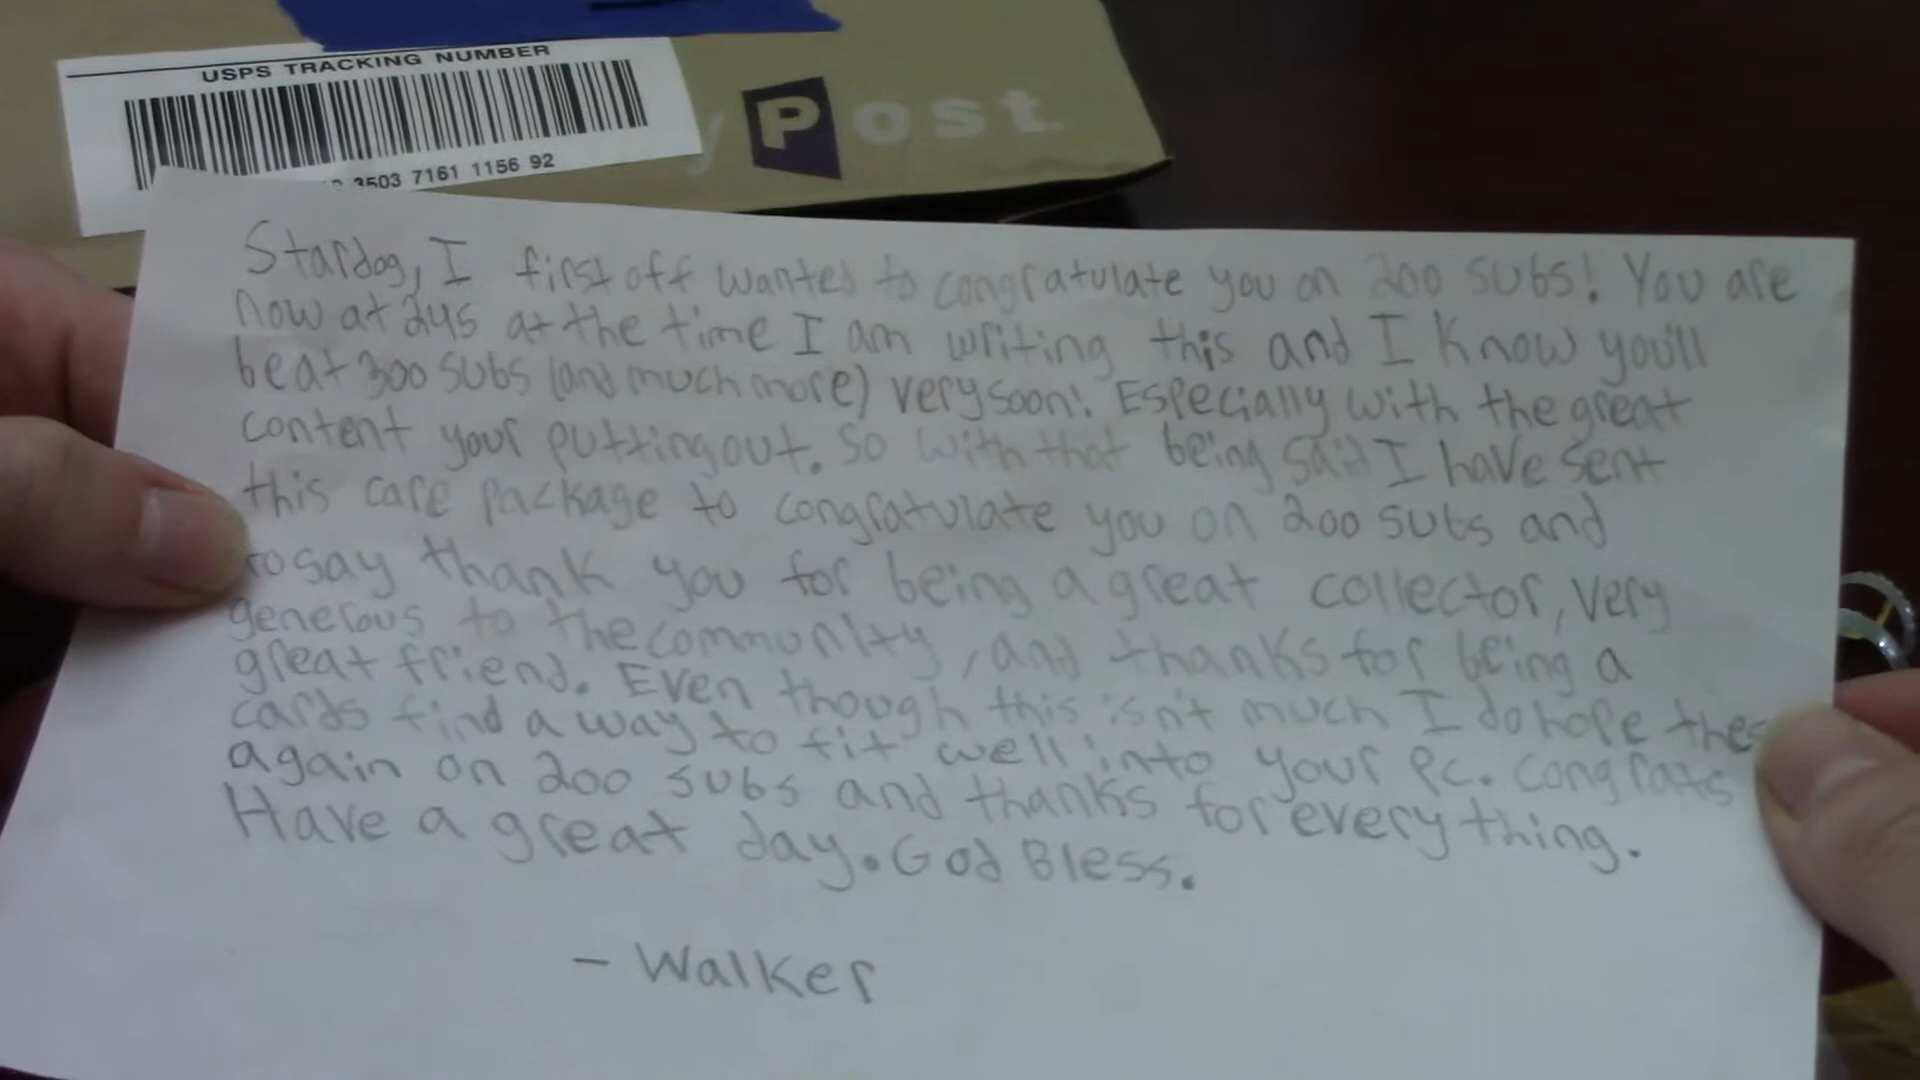 USPS TRACKING NUMBER
3503 7161 1156 92
y Post
Stardog, I first off wanted to congratulate you on 200 subs! You are
now at 245 at the time I am writing this and I know you'll
beat 300 subs (and much more) very soon! Especially with the great
content your putting out. So with that being said I have sent
this care package to congratulate you on 200 subs and
to say thank you for being a great collector, very
generous to the community, and thanks for being a
great friend. Even though this isn't much I do hope these
cards find a way to fit well into your pc. Congrats
again on 200 subs and thanks for everything.
Have a great day. God Bless.
- Walker